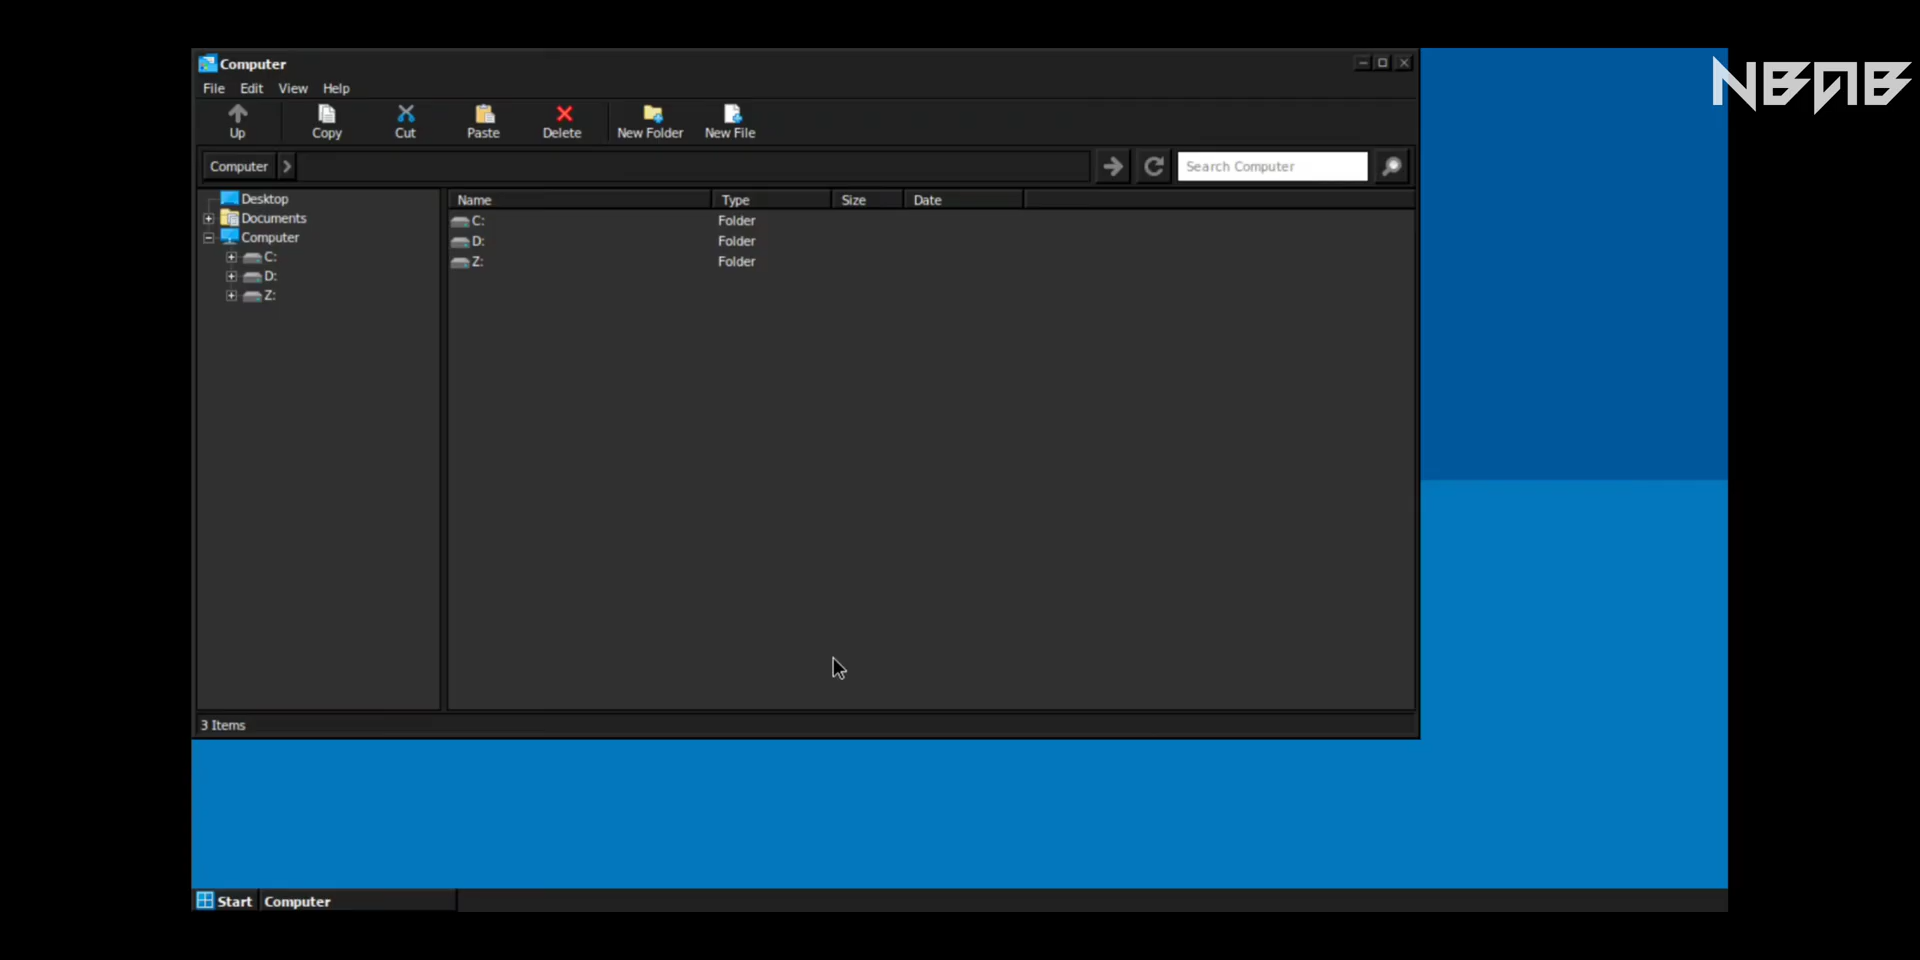 Computer
NBNB
File Edit View Help
Up Copy Cut Paste Delete New Folder New File
Computer Search Computer
Desktop
Documents
Computer
C:
D:
Z:
Name Type Size Date
C: Folder
D: Folder
Z: Folder
3 Items
Start Computer